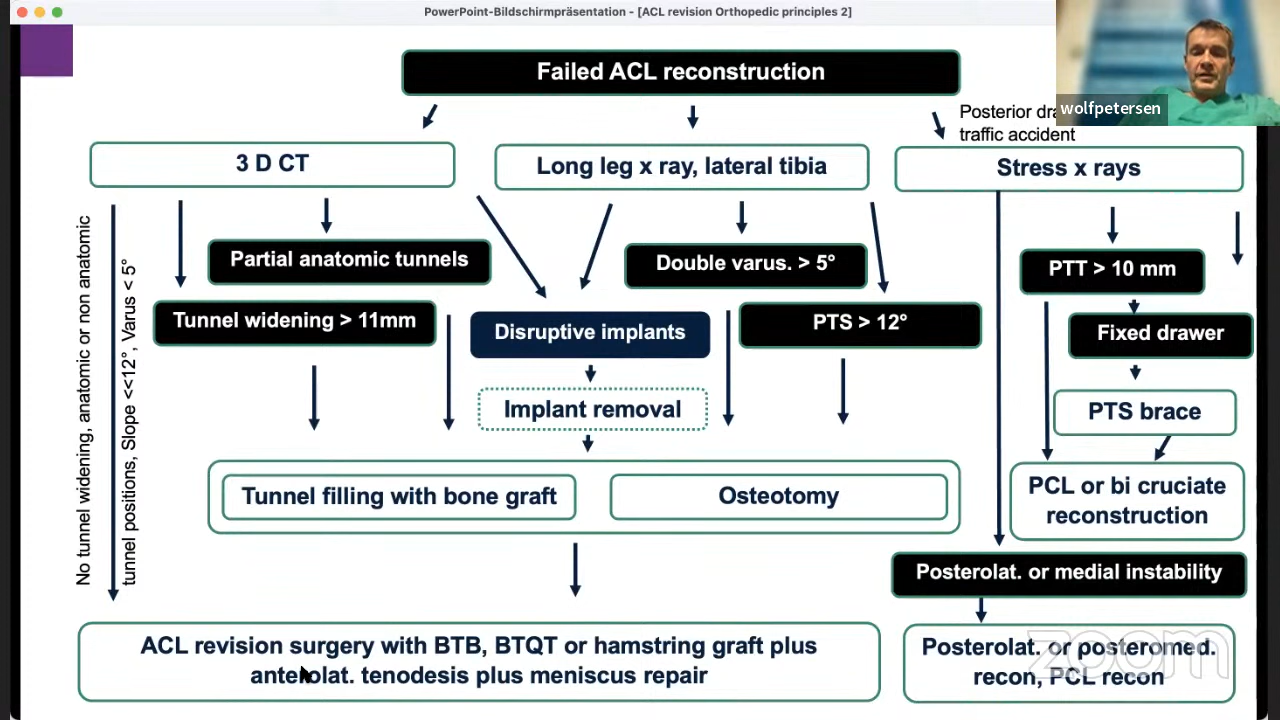 PowerPoint-Bildschirmpräsentation - [ACL revision Orthopedic principles 2]
wolfpetersen
Failed ACL reconstruction
Posterior
traffic accident
3 D CT
Long leg x ray, lateral tibia
Stress x rays
Partial anatomic tunnels
Double varus. > 5°
PTT > 10 mm
Tunnel widening > 11mm
Disruptive implants
PTS > 12°
Fixed drawer
Implant removal
PTS brace
No tunnel widening, anatomic or non anatomic
tunnel positions, Slope <<12°, Varus < 5°
Tunnel filling with bone graft
Osteotomy
PCL or bi cruciate
reconstruction
Posterolat. or medial instability
ACL revision surgery with BTB, BTQT or hamstring graft plus
anterolat. tenodesis plus meniscus repair
Posterolat. or posteromed.
recon, PCL recon
zoom